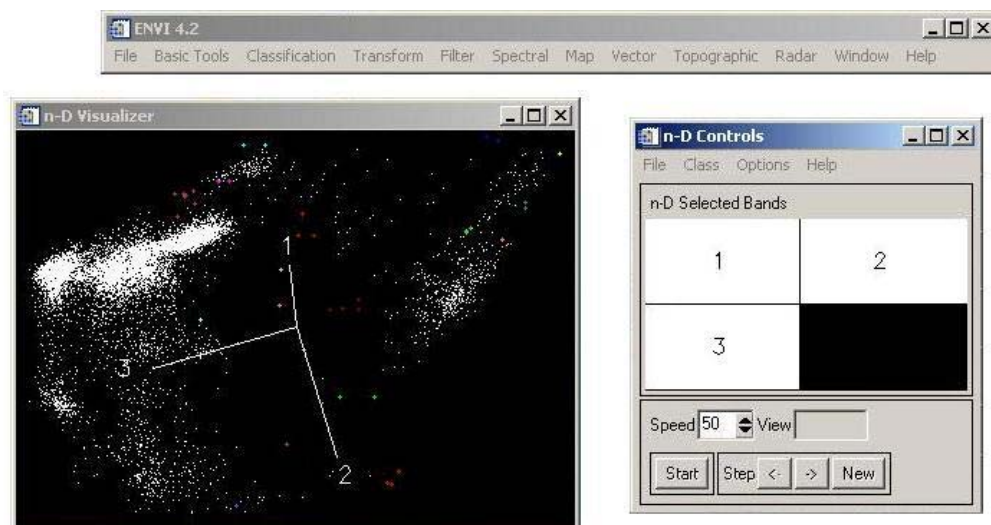 ENVI 4.2
File Basic Tools Classification Transform Filter Spectral Map Vector Topographic Radar Window Help
n-D Visualizer
1
3
2
n-D Controls
File Class Options Help
n-D Selected Bands
1 2
3
Speed 50 View
Start Step <- -> New